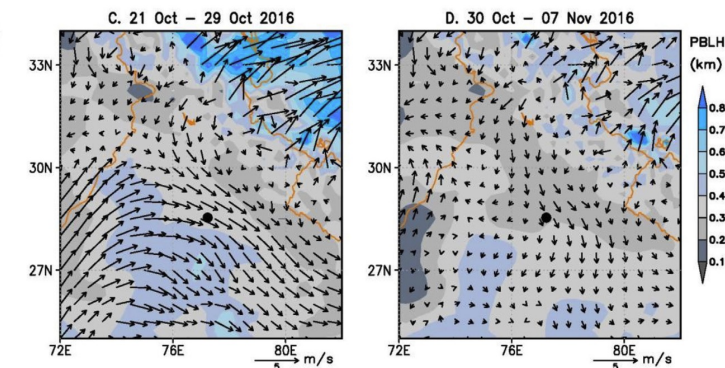 C. 21 Oct – 29 Oct 2016
D. 30 Oct – 07 Nov 2016
PBLH
(km)
33N
30N
27N
72E
76E
80E
5
m/s
33N
30N
27N
72E
76E
80E
5
m/s
0.8
0.7
0.6
0.5
0.4
0.3
0.2
0.1